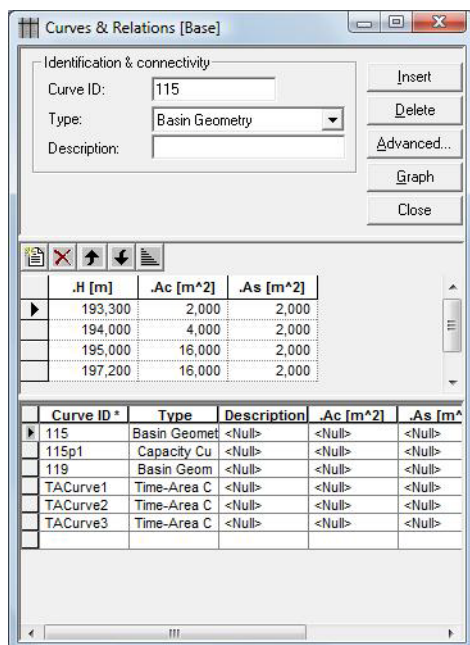 Curves & Relations [Base]
Identification & connectivity
Curve ID: 115
Type: Basin Geometry
Description:
Insert
Delete
Advanced...
Graph
Close
.H [m] .Ac [m^2] .As [m^2]
193,300 2,000 2,000
194,000 4,000 2,000
195,000 16,000 2,000
197,200 16,000 2,000
Curve ID * Type Description .Ac [m^2] .As [m^
115 Basin Geomet <Null> <Null> <Null>
115p1 Capacity Cu <Null> <Null> <Null>
119 Basin Geom <Null> <Null> <Null>
TACurve1 Time-Area C <Null> <Null> <Null>
TACurve2 Time-Area C <Null> <Null> <Null>
TACurve3 Time-Area C <Null> <Null> <Null>